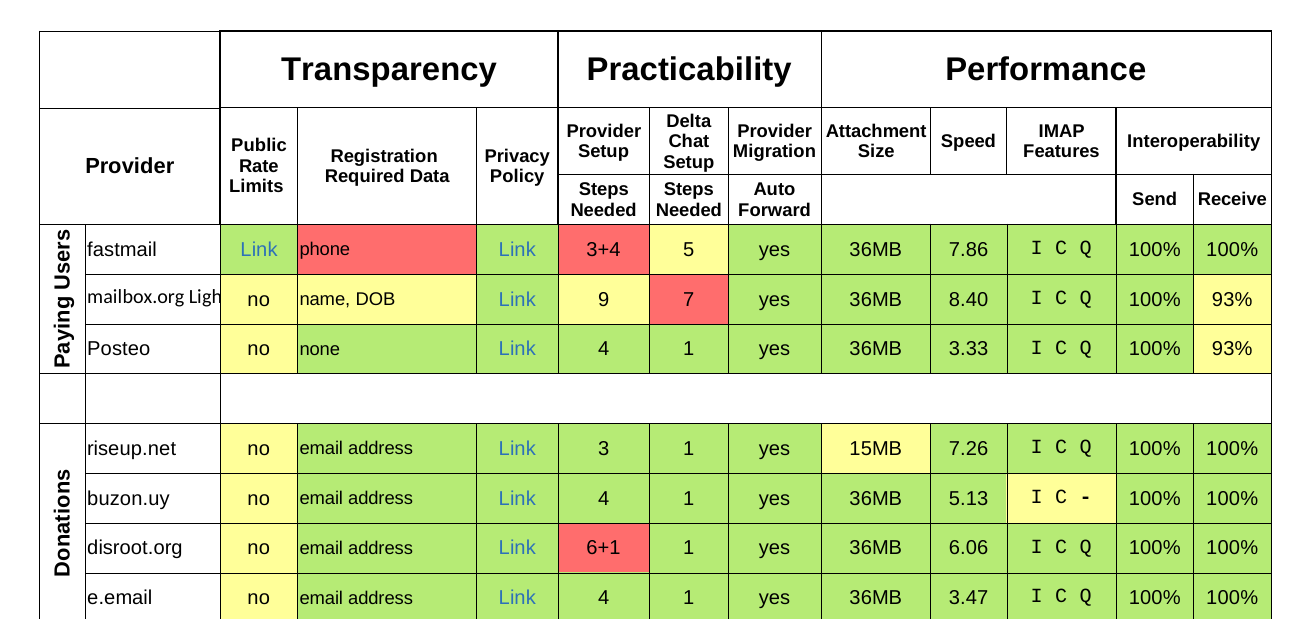 Transparency Practicability Performance
Provider
Public Rate Limits
Registration Required Data
Privacy Policy
Provider Setup
Delta Chat Setup
Provider Migration
Attachment Size
Speed
IMAP Features
Interoperability
Steps Needed
Steps Needed
Auto Forward
Send
Receive
Paying Users
fastmail Link phone Link 3+4 5 yes 36MB 7.86 I C Q 100% 100%
mailbox.org Ligh no name, DOB Link 9 7 yes 36MB 8.40 I C Q 100% 93%
Posteo no none Link 4 1 yes 36MB 3.33 I C Q 100% 93%
Donations
riseup.net no email address Link 3 1 yes 15MB 7.26 I C Q 100% 100%
buzon.uy no email address Link 4 1 yes 36MB 5.13 I C - 100% 100%
disroot.org no email address Link 6+1 1 yes 36MB 6.06 I C Q 100% 100%
e.email no email address Link 4 1 yes 36MB 3.47 I C Q 100% 100%